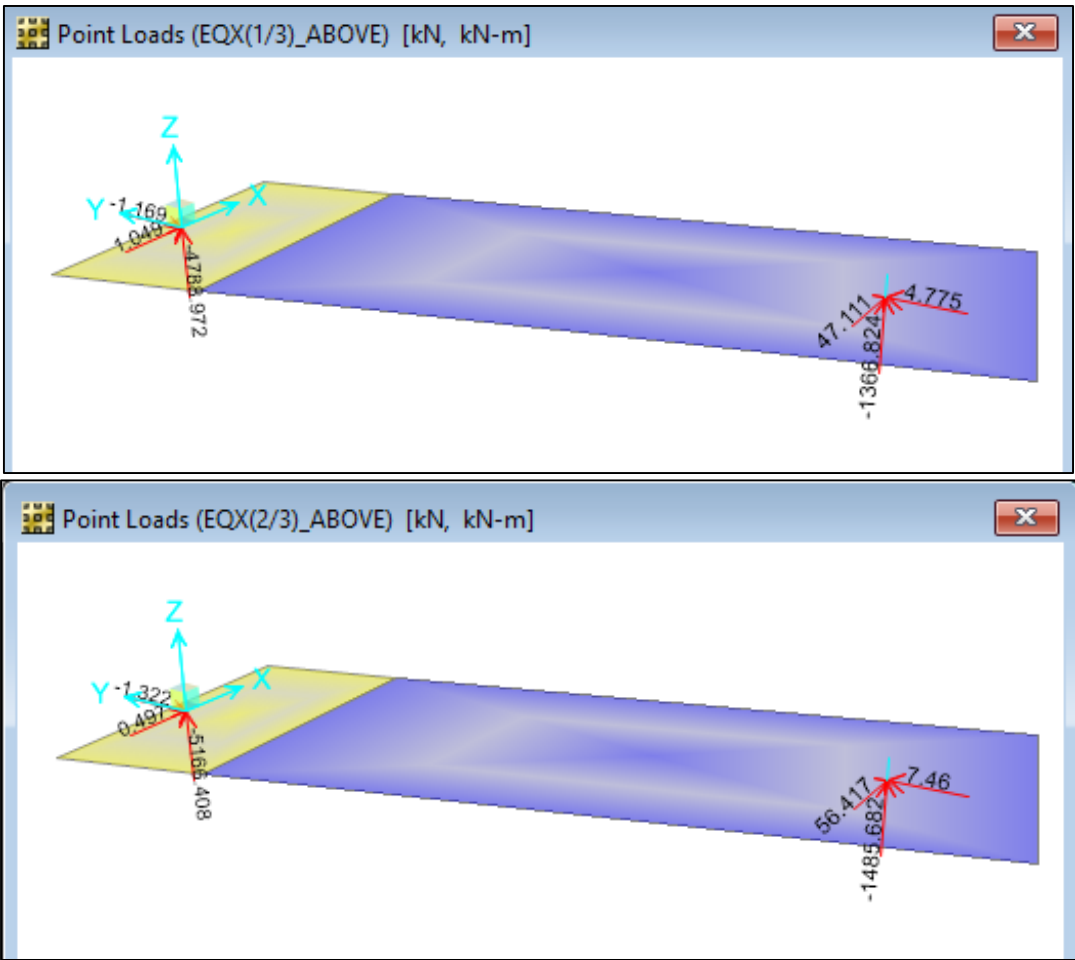 Point Loads (EQX(1/3)_ABOVE) [kN, kN-m]
Z
Y
X
-1.169
1.049
-4788.972
47.111
4.775
-1366.824
Point Loads (EQX(2/3)_ABOVE) [kN, kN-m]
Z
Y
X
-1.322
0.497
-5166.408
56.417
7.46
-1485.682